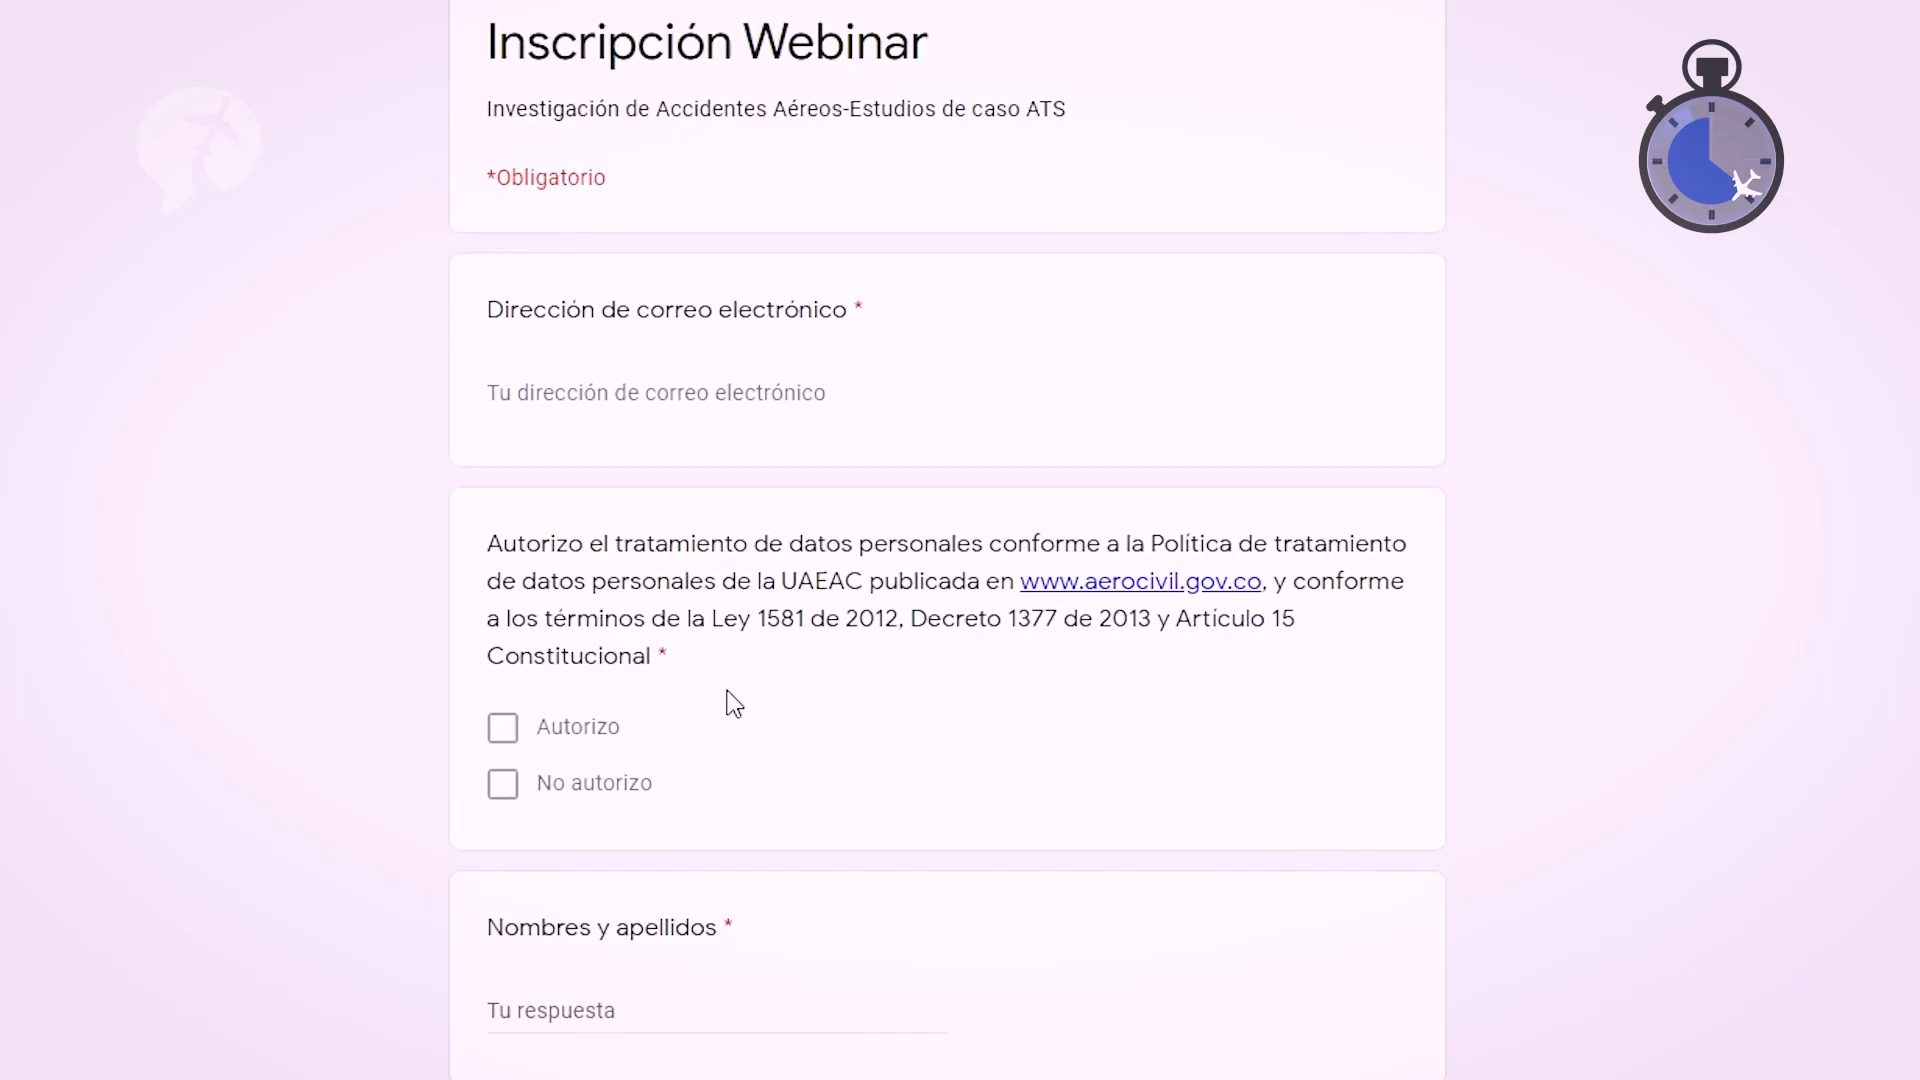 Inscripción Webinar
Investigación de Accidentes Aéreos-Estudios de caso ATS
*Obligatorio
Dirección de correo electrónico *
Tu dirección de correo electrónico
Autorizo el tratamiento de datos personales conforme a la Política de tratamiento
de datos personales de la UAEAC publicada en www.aerocivil.gov.co, y conforme
a los términos de la Ley 1581 de 2012, Decreto 1377 de 2013 y Artículo 15
Constitucional *
Autorizo
No autorizo
Nombres y apellidos *
Tu respuesta